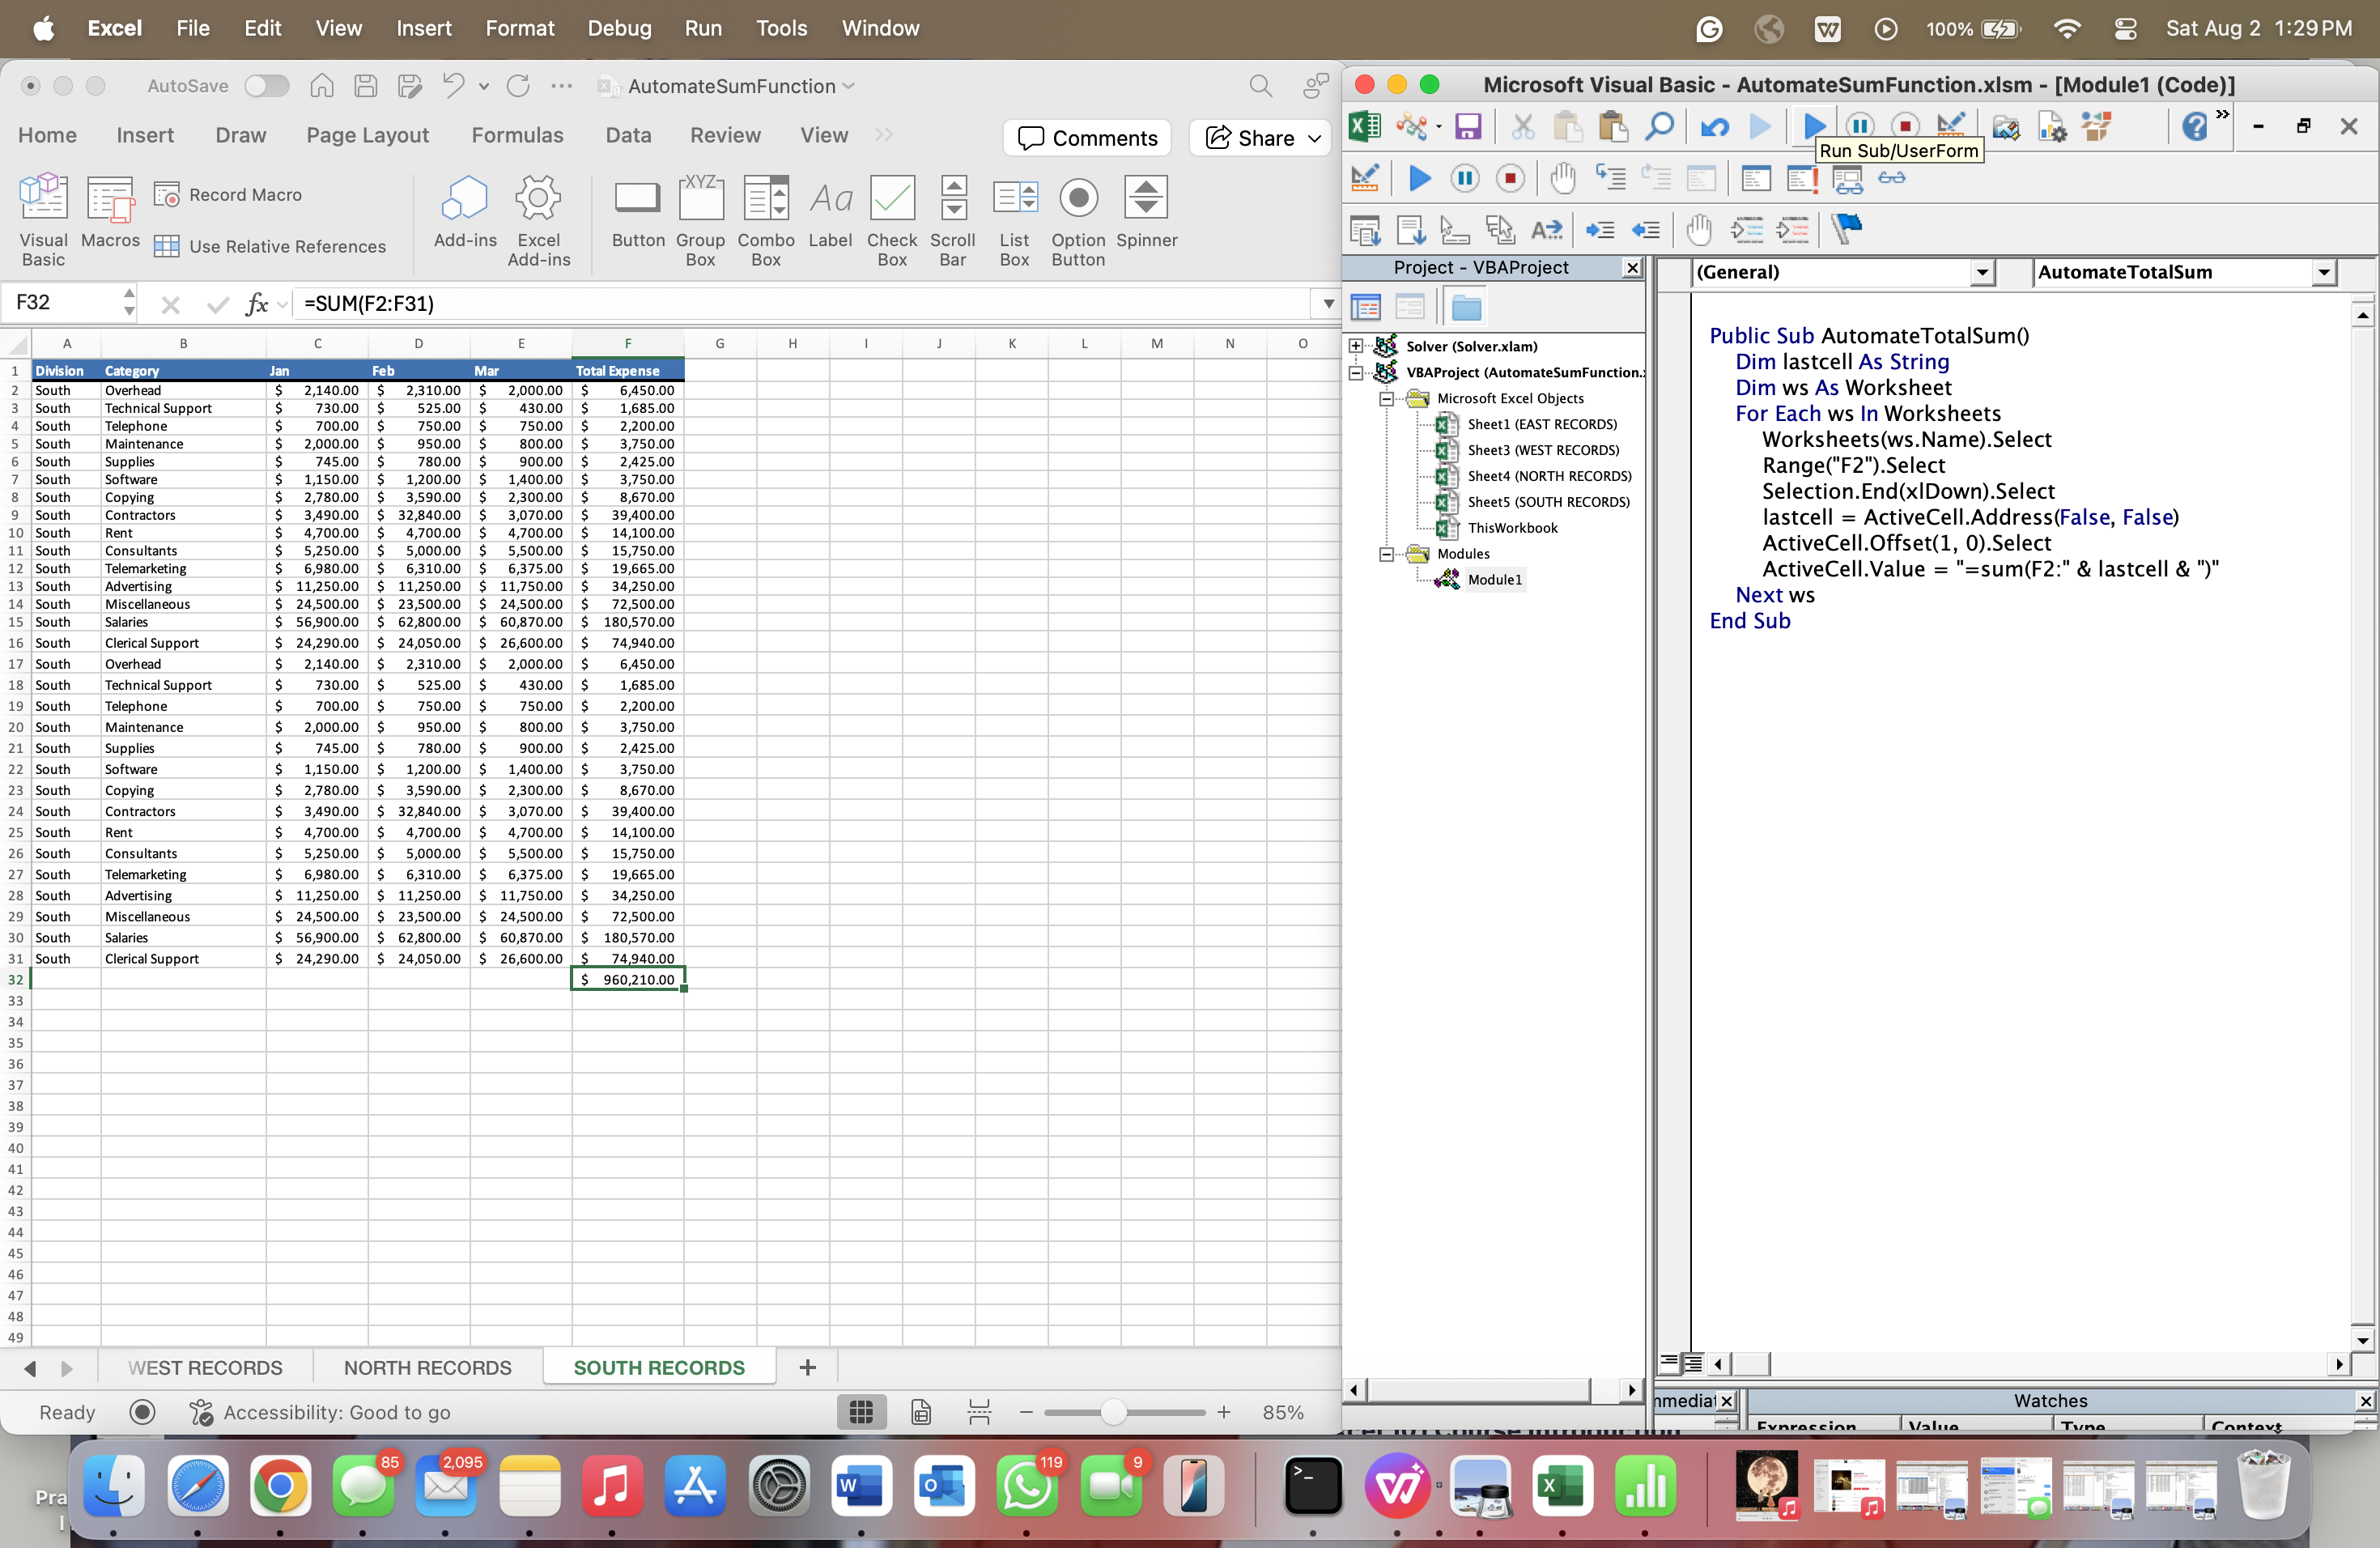 Excel File Edit View Insert Format Debug Run Tools Window 100% Sat Aug 2 1:29 PM
AutoSave AutomateSumFunction
Home Insert Draw Page Layout Formulas Data Review View Comments Share
Visual Basic Macros Record Macro Use Relative References Add-ins Excel Add-ins Button Group Box Combo Box Label Check Box Scroll Bar List Box Option Button Spinner
XYZ Aa
F32 fx =SUM(F2:F31)
A B C D E F G H I J K L M N O
1 Division Category Jan Feb Mar Total Expense
2 South Overhead $ 2,140.00 $ 2,310.00 $ 2,000.00 $ 6,450.00
3 South Technical Support $ 730.00 $ 525.00 $ 430.00 $ 1,685.00
4 South Telephone $ 700.00 $ 750.00 $ 750.00 $ 2,200.00
5 South Maintenance $ 2,000.00 $ 950.00 $ 800.00 $ 3,750.00
6 South Supplies $ 745.00 $ 780.00 $ 900.00 $ 2,425.00
7 South Software $ 1,150.00 $ 1,200.00 $ 1,400.00 $ 3,750.00
8 South Copying $ 2,780.00 $ 3,590.00 $ 2,300.00 $ 8,670.00
9 South Contractors $ 3,490.00 $ 32,840.00 $ 3,070.00 $ 39,400.00
10 South Rent $ 4,700.00 $ 4,700.00 $ 4,700.00 $ 14,100.00
11 South Consultants $ 5,250.00 $ 5,000.00 $ 5,500.00 $ 15,750.00
12 South Telemarketing $ 6,980.00 $ 6,310.00 $ 6,375.00 $ 19,665.00
13 South Advertising $ 11,250.00 $ 11,250.00 $ 11,750.00 $ 34,250.00
14 South Miscellaneous $ 24,500.00 $ 23,500.00 $ 24,500.00 $ 72,500.00
15 South Salaries $ 56,900.00 $ 62,800.00 $ 60,870.00 $ 180,570.00
16 South Clerical Support $ 24,290.00 $ 24,050.00 $ 26,600.00 $ 74,940.00
17 South Overhead $ 2,140.00 $ 2,310.00 $ 2,000.00 $ 6,450.00
18 South Technical Support $ 730.00 $ 525.00 $ 430.00 $ 1,685.00
19 South Telephone $ 700.00 $ 750.00 $ 750.00 $ 2,200.00
20 South Maintenance $ 2,000.00 $ 950.00 $ 800.00 $ 3,750.00
21 South Supplies $ 745.00 $ 780.00 $ 900.00 $ 2,425.00
22 South Software $ 1,150.00 $ 1,200.00 $ 1,400.00 $ 3,750.00
23 South Copying $ 2,780.00 $ 3,590.00 $ 2,300.00 $ 8,670.00
24 South Contractors $ 3,490.00 $ 32,840.00 $ 3,070.00 $ 39,400.00
25 South Rent $ 4,700.00 $ 4,700.00 $ 4,700.00 $ 14,100.00
26 South Consultants $ 5,250.00 $ 5,000.00 $ 5,500.00 $ 15,750.00
27 South Telemarketing $ 6,980.00 $ 6,310.00 $ 6,375.00 $ 19,665.00
28 South Advertising $ 11,250.00 $ 11,250.00 $ 11,750.00 $ 34,250.00
29 South Miscellaneous $ 24,500.00 $ 23,500.00 $ 24,500.00 $ 72,500.00
30 South Salaries $ 56,900.00 $ 62,800.00 $ 60,870.00 $ 180,570.00
31 South Clerical Support $ 24,290.00 $ 24,050.00 $ 26,600.00 $ 74,940.00
32 $ 960,210.00
33
34
35
36
37
38
39
40
41
42
43
44
45
46
47
48
49
WEST RECORDS NORTH RECORDS SOUTH RECORDS +
Ready Accessibility: Good to go 85%
Microsoft Visual Basic - AutomateSumFunction.xlsm - [Module1 (Code)]
Run Sub/UserForm
Project - VBAProject
Solver (Solver.xlam)
VBAProject (AutomateSumFunction.
Microsoft Excel Objects
Sheet1 (EAST RECORDS)
Sheet3 (WEST RECORDS)
Sheet4 (NORTH RECORDS)
Sheet5 (SOUTH RECORDS)
ThisWorkbook
Modules
Module1
(General) AutomateTotalSum
Public Sub AutomateTotalSum()
Dim lastcell As String
Dim ws As Worksheet
For Each ws In Worksheets
Worksheets(ws.Name).Select
Range("F2").Select
Selection.End(xlDown).Select
lastcell = ActiveCell.Address(False, False)
ActiveCell.Offset(1, 0).Select
ActiveCell.Value = "=sum(F2:" & lastcell & ")"
Next ws
End Sub
Watches
Expression Value Type Context
85 2,095 119 9
Pra